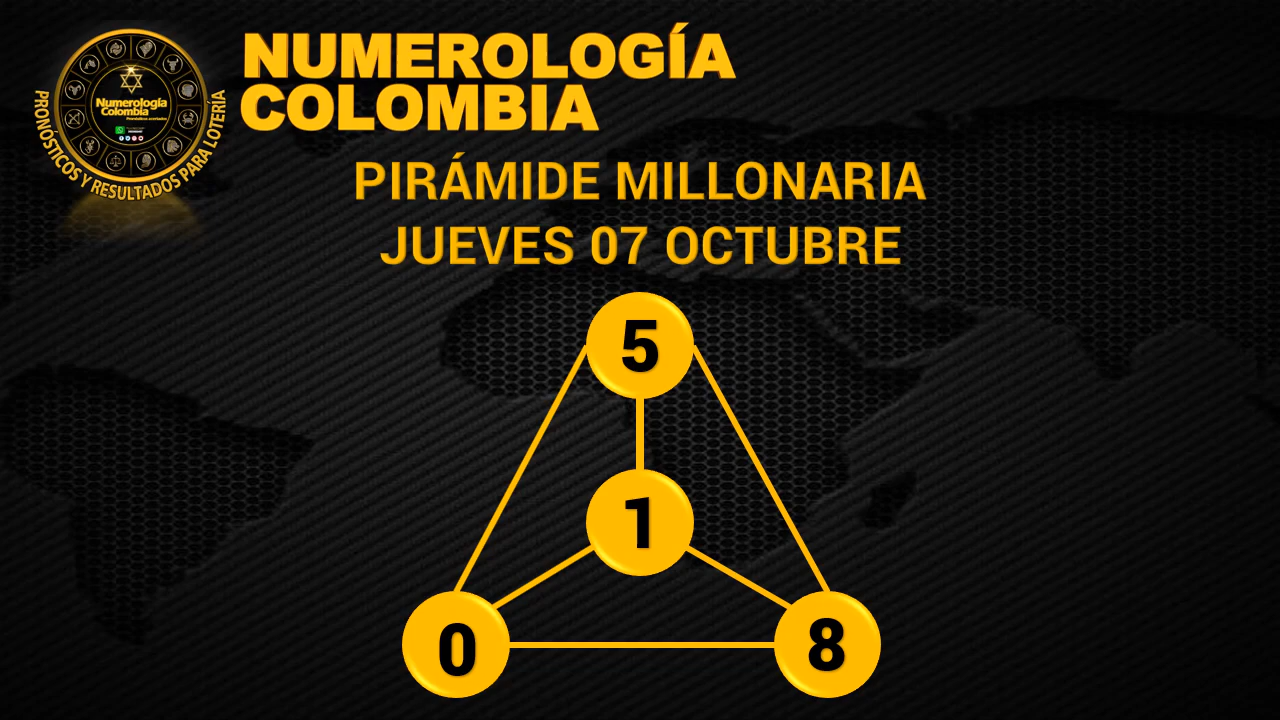 NUMEROLOGÍA
COLOMBIA
PRONÓSTICOS Y RESULTADOS PARA LOTERÍA
Numerología
Colombia
PIRÁMIDE MILLONARIA
JUEVES 07 OCTUBRE
5
1
0
8